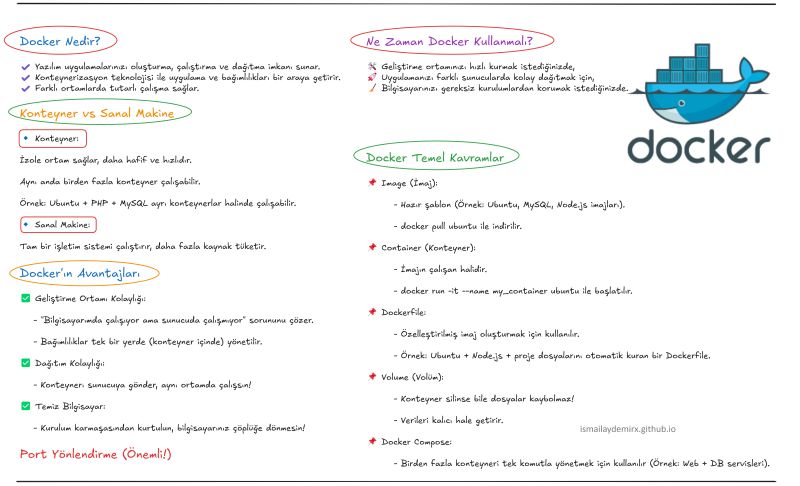 Docker Nedir?
Yazılım uygulamalarınızı oluşturma, çalıştırma ve dağıtma imkanı sunar.
Konteynerizasyon teknolojisi ile uygulama ve bağımlılıkları bir araya getirir.
Farklı ortamlarda tutarlı çalışma sağlar.
Konteyner vs Sanal Makine
Konteyner:
İzole ortam sağlar, daha hafif ve hızlıdır.
Aynı anda birden fazla konteyner çalışabilir.
Örnek: Ubuntu + PHP + MySQL ayrı konteynerlar halinde çalışabilir.
Sanal Makine:
Tam bir işletim sistemi çalıştırır, daha fazla kaynak tüketir.
Docker'ın Avantajları
✅ Geliştirme Ortamı Kolaylığı:
- "Bilgisayarımda çalışıyor ama sunucuda çalışmıyor" sorununu çözer.
- Bağımlılıklar tek bir yerde (konteyner içinde) yönetilir.
✅ Dağıtım Kolaylığı:
- Konteynerı sunucuya gönder, aynı ortamda çalışsın!
✅ Temiz Bilgisayar:
- Kurulum karmaşasından kurtulun, bilgisayarınız çöplüğe dönmesin!
Port Yönlendirme (Önemli!)
Ne Zaman Docker Kullanmalı?
🛠 Geliştirme ortamınızı hızlı kurmak istediğinizde,
🚀 Uygulamanızı farklı sunucularda kolay dağıtmak için,
🧹 Bilgisayarınızı gereksiz kurulumlardan korumak istediğinizde.
docker
Docker Temel Kavramlar
📌 Image (İmaj):
- Hazır şablon (Örnek: Ubuntu, MySQL, Node.js imajları).
- docker pull ubuntu ile indirilir.
📌 Container (Konteyner):
- İmajın çalışan halidir.
- docker run -it --name my_container ubuntu ile başlatılır.
📌 Dockerfile:
- Özelleştirilmiş imaj oluşturmak için kullanılır.
- Örnek: Ubuntu + Node.js + proje dosyalarını otomatik kuran bir Dockerfile.
📌 Volume (Volüm):
- Konteyner silinse bile dosyalar kaybolmaz!
- Verileri kalıcı hale getirir.
ismailaydemirx.github.io
📌 Docker Compose:
- Birden fazla konteyneri tek komutla yönetmek için kullanılır (Örnek: Web + DB servisleri).